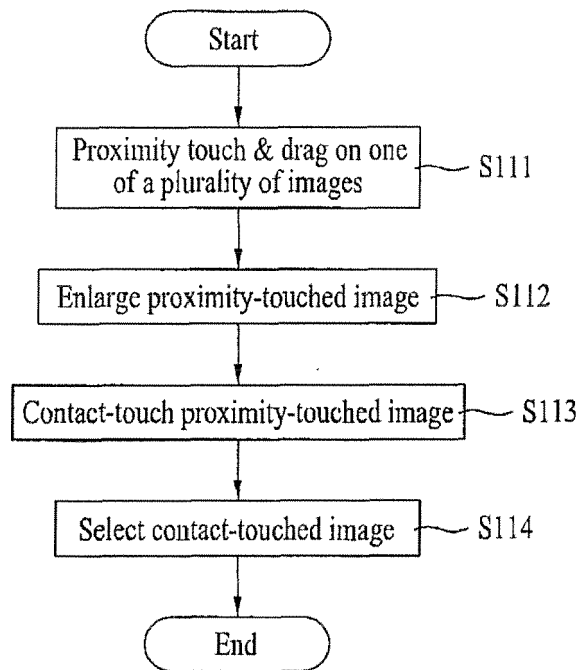 Start
Proximity touch & drag on one
of a plurality of images
S111
Enlarge proximity-touched image
S112
Contact-touch proximity-touched image
S113
Select contact-touched image
S114
End